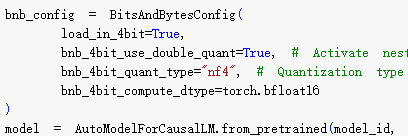 bnb_config = BitsAndBytesConfig(
load_in_4bit=True,
bnb_4bit_use_double_quant=True, # Activate nest
bnb_4bit_quant_type="nf4", # Quantization type
bnb_4bit_compute_dtype=torch.bfloat16
)
model = AutoModelForCausalLM.from_pretrained(model_id,